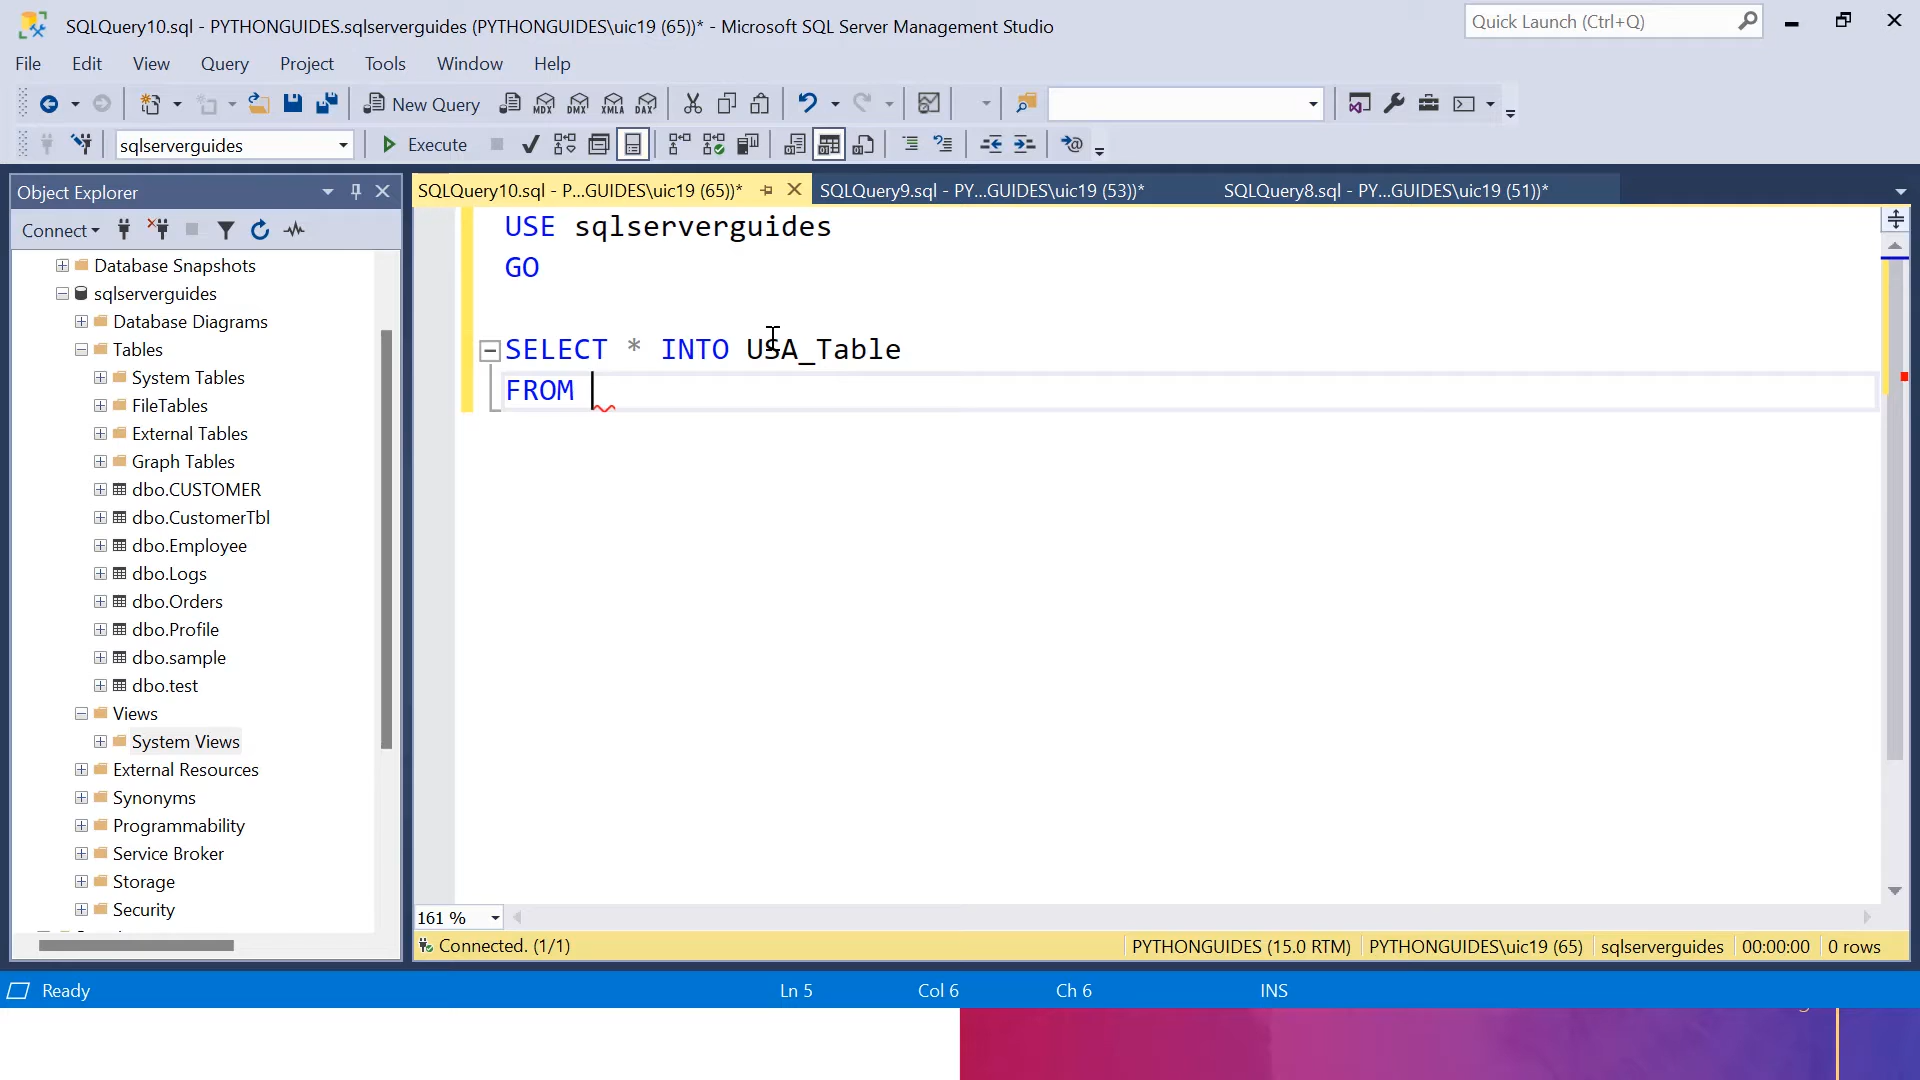 SQLQuery10.sql - PYTHONGUIDES.sqlserverguides (PYTHONGUIDES\uic19 (65))* - Microsoft SQL Server Management Studio
Quick Launch (Ctrl+Q)
File Edit View Query Project Tools Window Help
New Query MDX DMX XMLA DAX
sqlserverguides Execute
Object Explorer
SQLQuery10.sql - P...GUIDES\uic19 (65))* SQLQuery9.sql - PY...GUIDES\uic19 (53))* SQLQuery8.sql - PY...GUIDES\uic19 (51))*
Connect
Database Snapshots
sqlserverguides
Database Diagrams
Tables
System Tables
FileTables
External Tables
Graph Tables
dbo.CUSTOMER
dbo.CustomerTbl
dbo.Employee
dbo.Logs
dbo.Orders
dbo.Profile
dbo.sample
dbo.test
Views
System Views
External Resources
Synonyms
Programmability
Service Broker
Storage
Security
USE sqlserverguides
GO
SELECT * INTO USA_Table
FROM
161 %
Connected. (1/1) PYTHONGUIDES (15.0 RTM) PYTHONGUIDES\uic19 (65) sqlserverguides 00:00:00 0 rows
Ready Ln 5 Col 6 Ch 6 INS